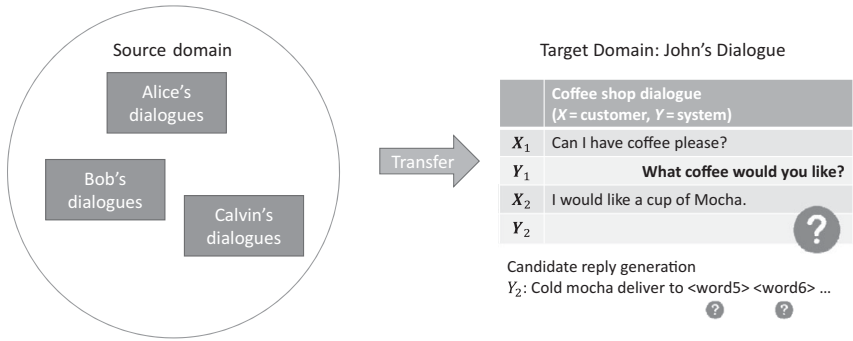 Source domain
Alice's
dialogues
Bob's
dialogues
Calvin's
dialogues
Transfer
Target Domain: John's Dialogue
Coffee shop dialogue
(X = customer, Y = system)
X₁ Can I have coffee please?
Y₁ What coffee would you like?
X₂ I would like a cup of Mocha.
Y₂ ?
Candidate reply generation
Y₂: Cold mocha deliver to <word5> <word6> ...
? ?